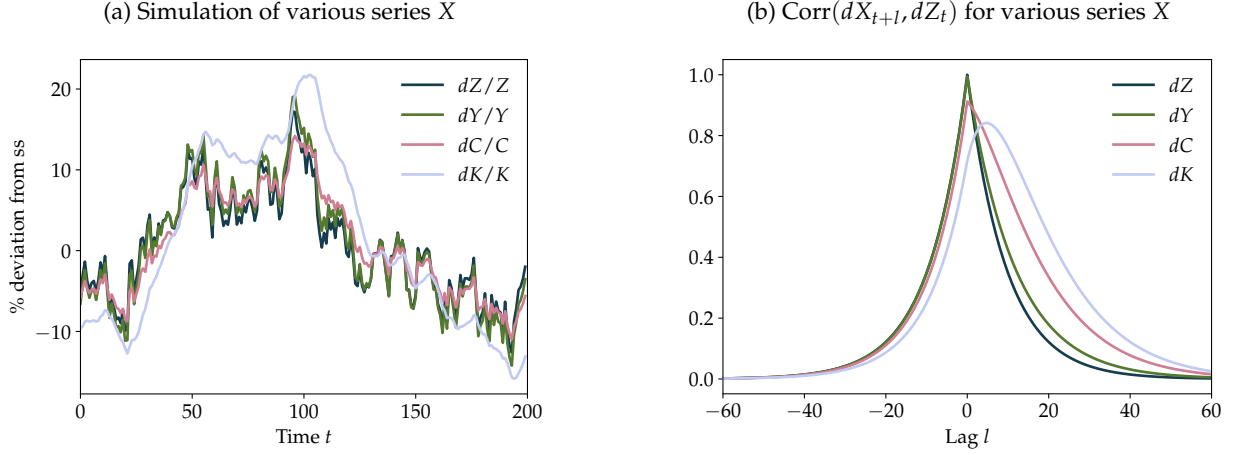 (a) Simulation of various series X
% deviation from ss
20
10
0
−10
0
50
100
150
200
Time t
dZ/Z
dY/Y
dC/C
dK/K
(b) Corr(dX_{t+l}, dZ_t) for various series X
1.0
0.8
0.6
0.4
0.2
0.0
−60
−40
−20
0
20
40
60
Lag l
dZ
dY
dC
dK